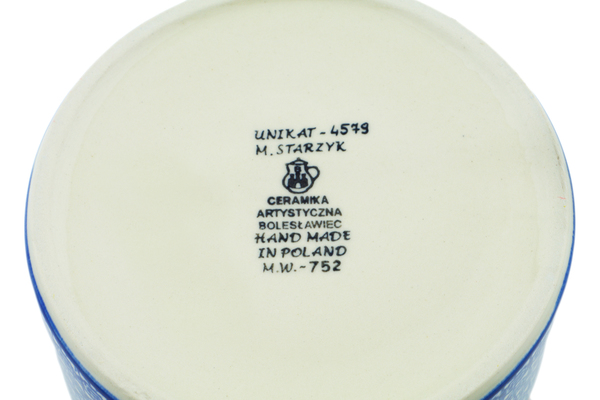 UNIKAT - 4579
M. STARZYK
CERAMIKA
ARTYSTYCZNA
BOLESŁAWIEC
HAND MADE
IN POLAND
M.W. - 752